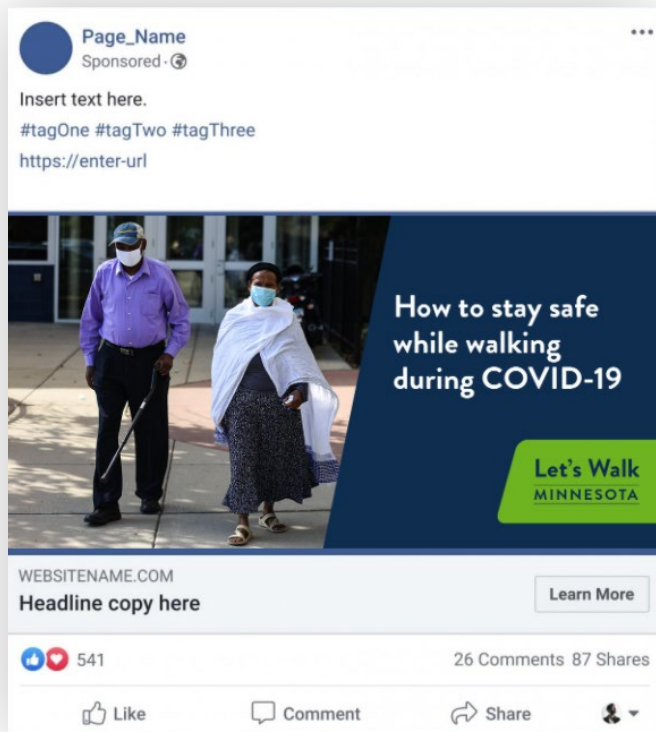 Page_Name
Sponsored ·
Insert text here.
#tagOne #tagTwo #tagThree
https://enter-url
How to stay safe
while walking
during COVID-19
Let's Walk
MINNESOTA
WEBSITENAME.COM
Headline copy here
Learn More
541
26 Comments 87 Shares
Like
Comment
Share